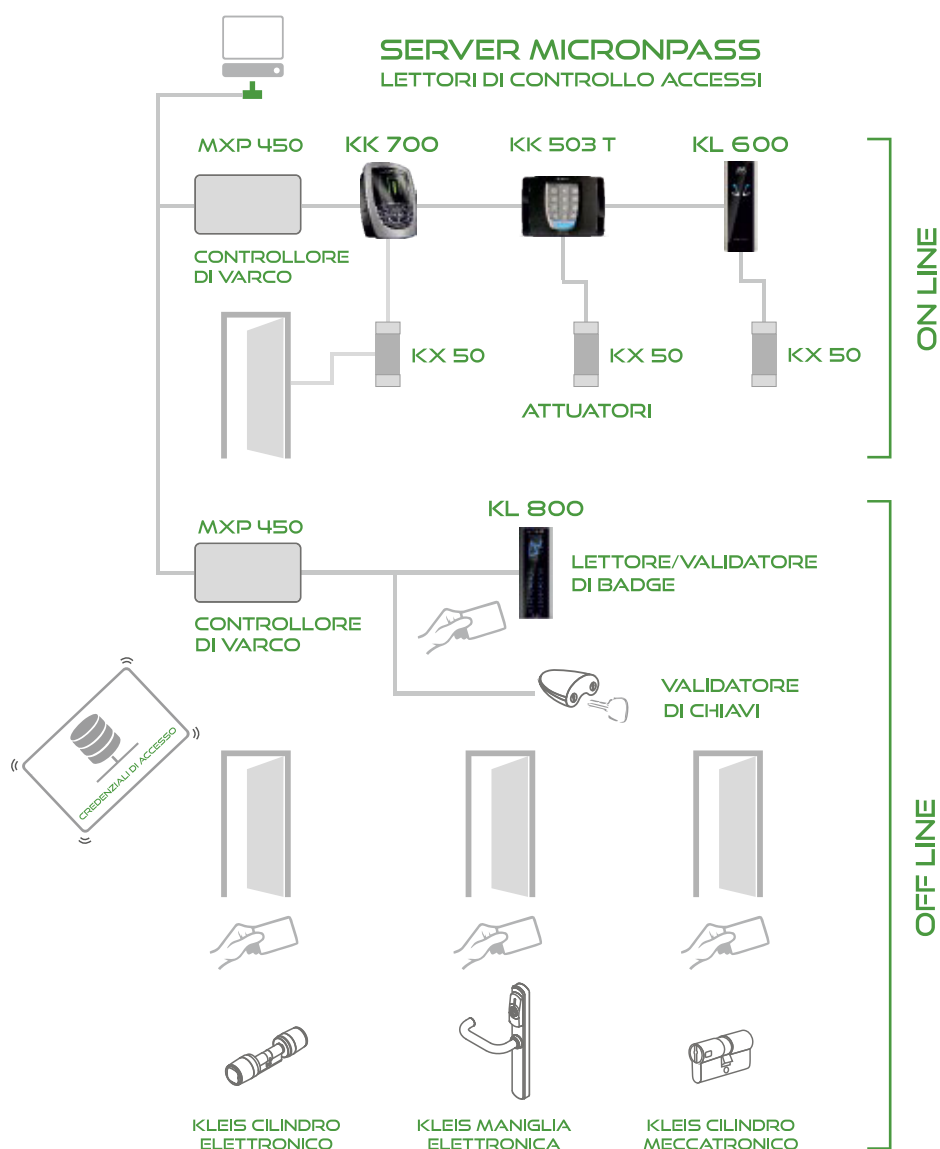 SERVER MICRONPASS
LETTORI DI CONTROLLO ACCESSI
MXP 450
KK 700
KK 503 T
KL 600
CONTROLLORE
DI VARCO
KX 50
KX 50
KX 50
ATTUATORI
ON LINE
MXP 450
KL 800
LETTORE/VALIDATORE
DI BADGE
CONTROLLORE
DI VARCO
VALIDATORE
DI CHIAVI
CREDENZIALI DI ACCESSO
OFF LINE
KLEIS CILINDRO
ELETTRONICO
KLEIS MANIGLIA
ELETTRONICA
KLEIS CILINDRO
MECCATRONICO